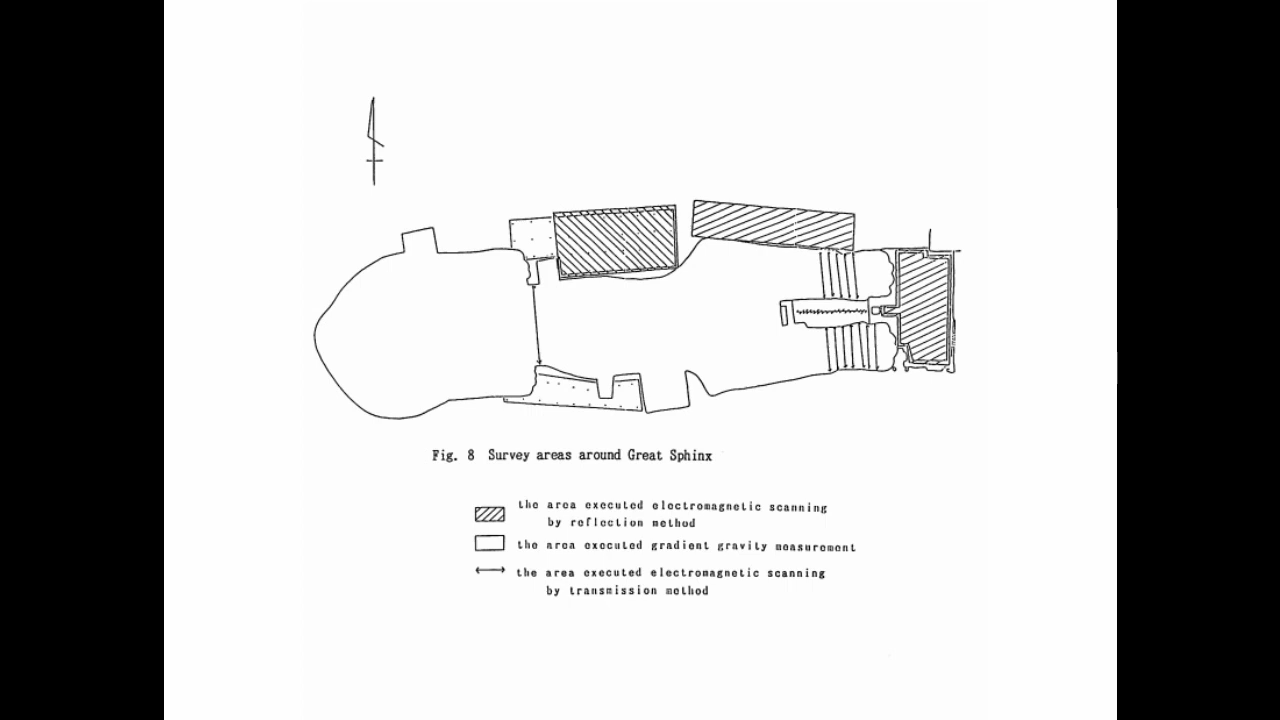 Fig. 8 Survey areas around Great Sphinx
the area executed electromagnetic scanning
by reflection method
the area executed gradient gravity measurement
the area executed electromagnetic scanning
by transmission method